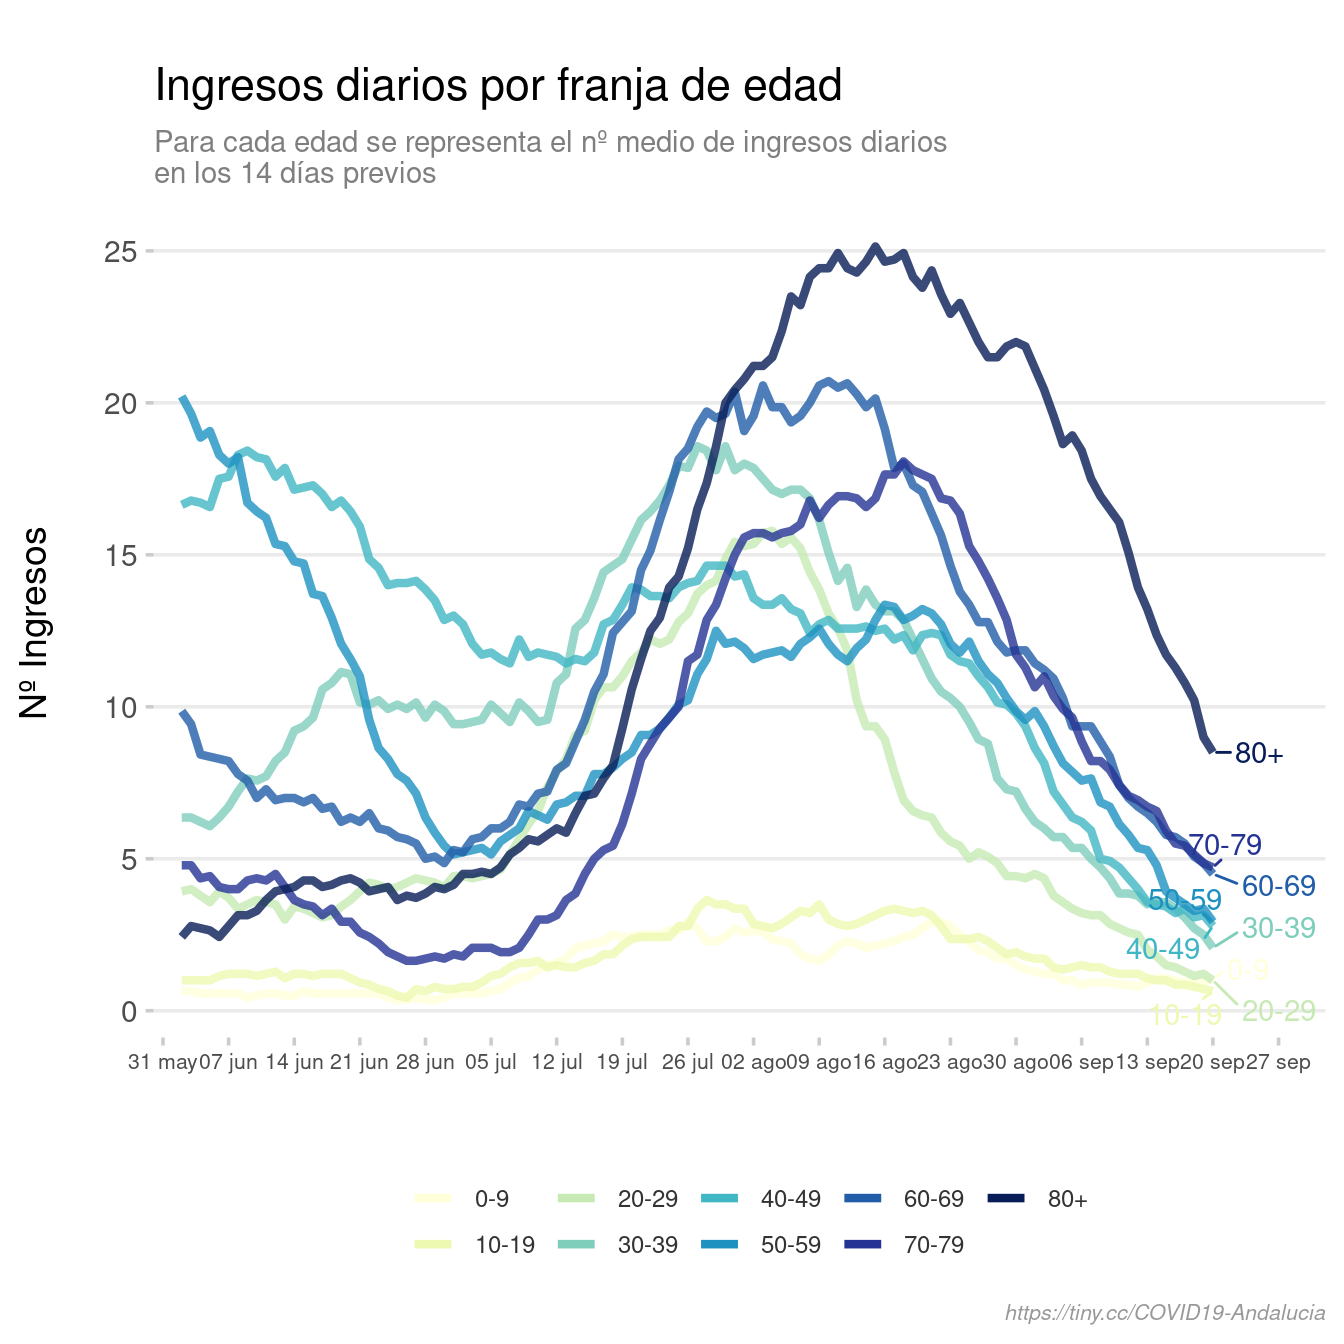 Ingresos diarios por franja de edad
Para cada edad se representa el nº medio de ingresos diarios
en los 14 días previos
Nº Ingresos
25
20
15
10
5
0
80+
70-79
60-69
50-59
30-39
40-49
0-9
20-29
10-19
31 may 07 jun 14 jun 21 jun 28 jun 05 jul 12 jul 19 jul 26 jul 02 ago 09 ago 16 ago 23 ago 30 ago 06 sep 13 sep 20 sep 27 sep
0-9 20-29 40-49 60-69 80+
10-19 30-39 50-59 70-79
https://tiny.cc/COVID19-Andalucia